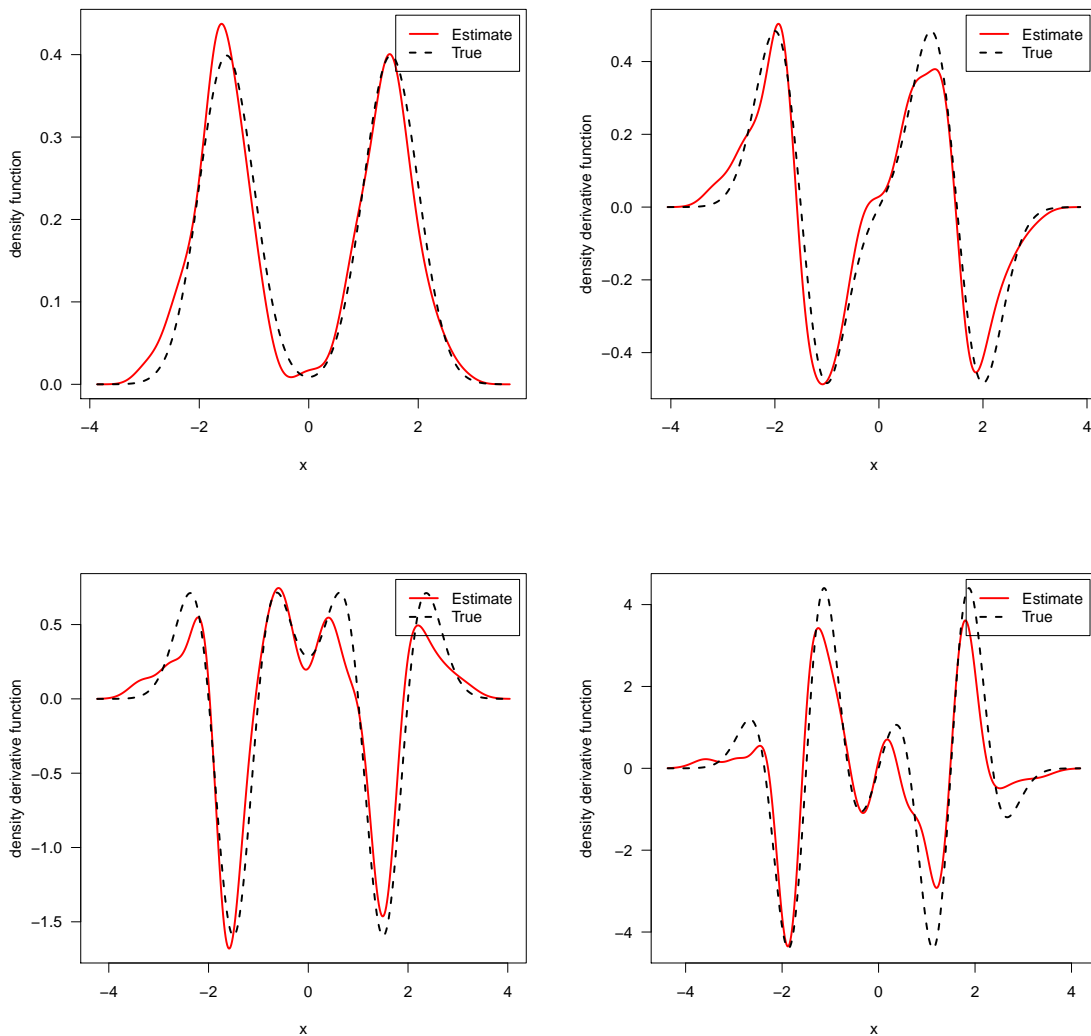 Estimate
True
density function
0.4
0.3
0.2
0.1
0.0
−4
−2
0
2
x
Estimate
True
density derivative function
0.4
0.2
0.0
−0.2
−0.4
−4
−2
0
2
4
x
Estimate
True
density derivative function
0.5
0.0
−0.5
−1.0
−1.5
−4
−2
0
2
4
x
Estimate
True
density derivative function
4
2
0
−2
−4
−4
−2
0
2
4
x